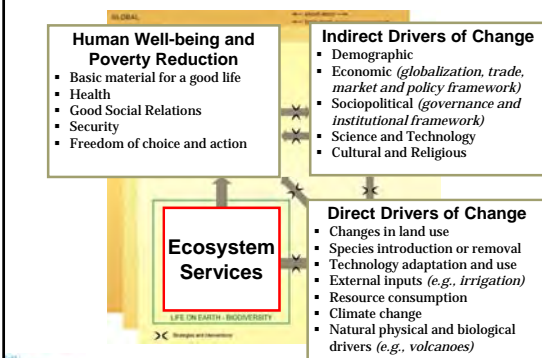 GLOBAL
Human Well-being and
Poverty Reduction
▪ Basic material for a good life
▪ Health
▪ Good Social Relations
▪ Security
▪ Freedom of choice and action
Indirect Drivers of Change
▪ Demographic
▪ Economic (globalization, trade,
market and policy framework)
▪ Sociopolitical (governance and
institutional framework)
▪ Science and Technology
▪ Cultural and Religious
Ecosystem
Services
LIFE ON EARTH - BIODIVERSITY
Strategies and Interventions
Direct Drivers of Change
▪ Changes in land use
▪ Species introduction or removal
▪ Technology adaptation and use
▪ External inputs (e.g., irrigation)
▪ Resource consumption
▪ Climate change
▪ Natural physical and biological
drivers (e.g., volcanoes)